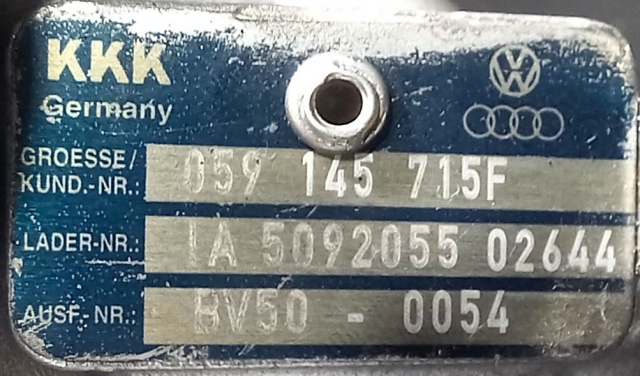 KKK
Germany
GROESSE/
KUND.-NR.: 059 145 715F
LADER-NR.: 1A 5092055 02644
AUSF.-NR.: BV50 - 0054